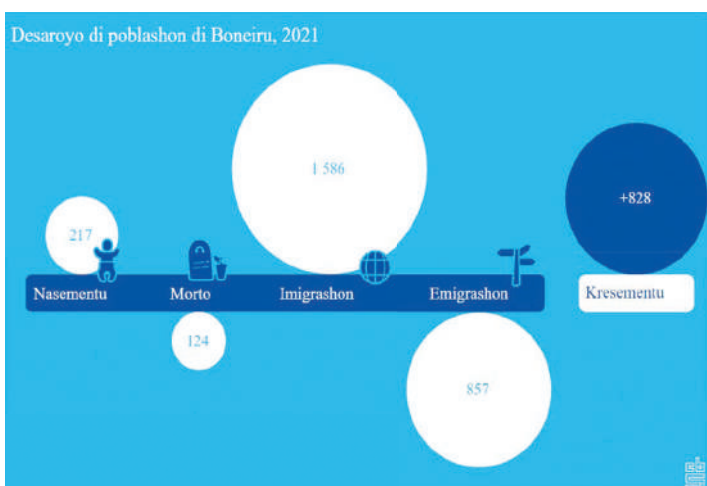 Desaroyo di poblashon di Boneiru, 2021
1 586
+828
217
Nasementu
Morto
Imigrashon
Emigrashon
Kresementu
124
857